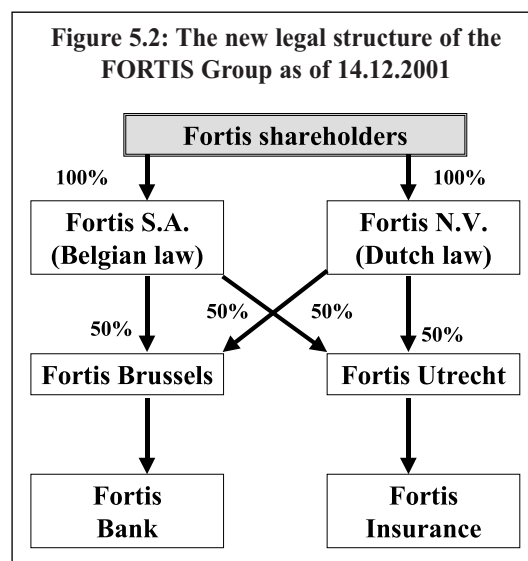 Figure 5.2: The new legal structure of the
FORTIS Group as of 14.12.2001
Fortis shareholders
100%
100%
Fortis S.A.
(Belgian law)
Fortis N.V.
(Dutch law)
50%
50%
50%
50%
Fortis Brussels
Fortis Utrecht
Fortis
Bank
Fortis
Insurance